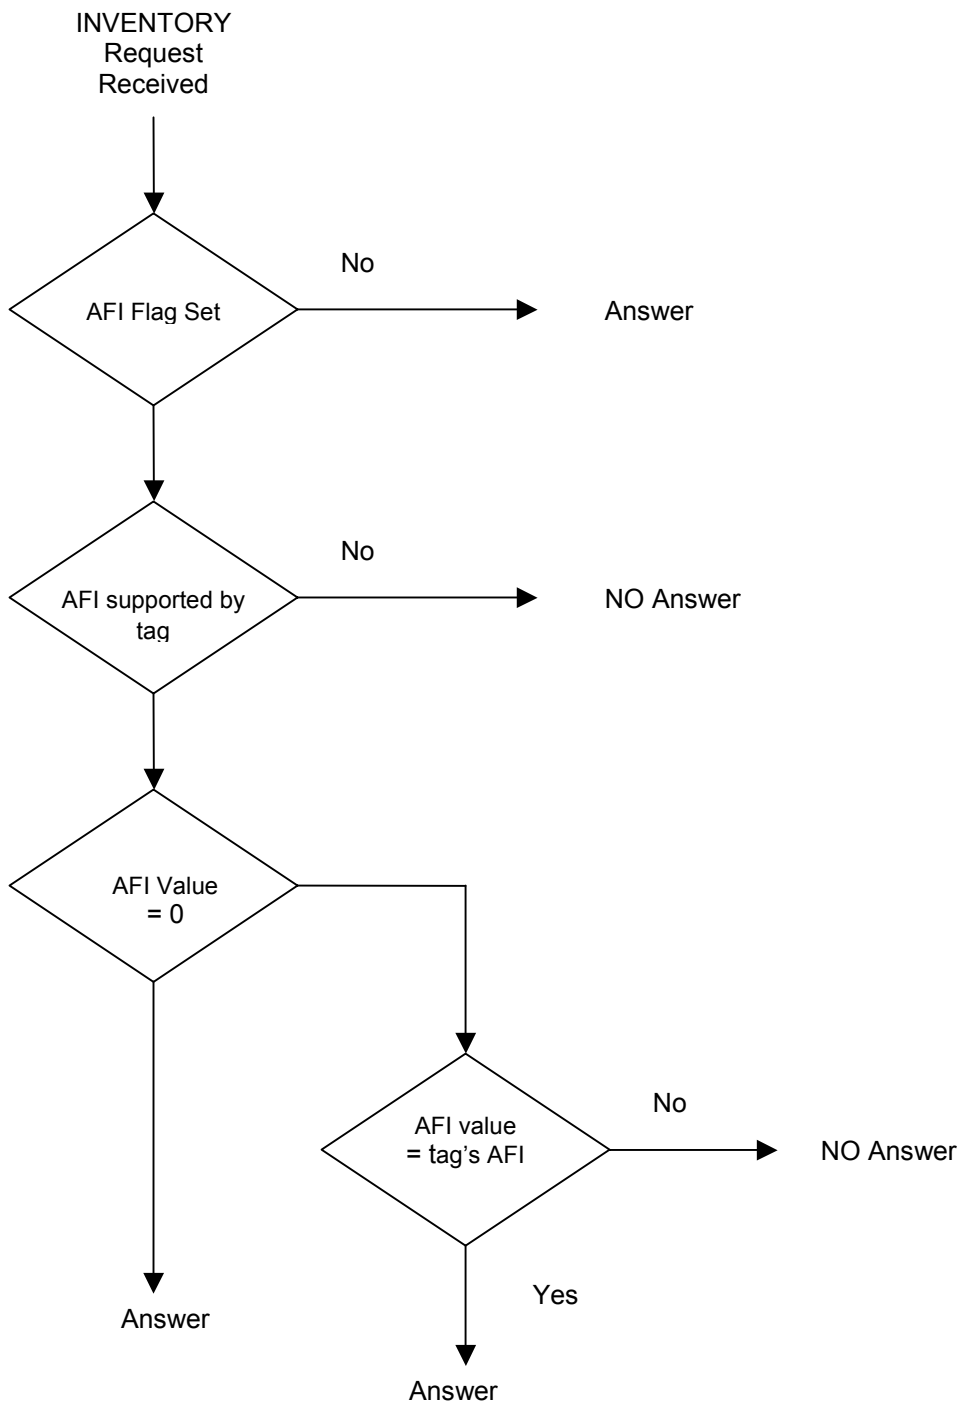 INVENTORY
Request
Received
No
AFI Flag Set
Answer
No
AFI supported by
tag
NO Answer
AFI Value
= 0
AFI value
= tag’s AFI
No
NO Answer
Yes
Answer
Answer